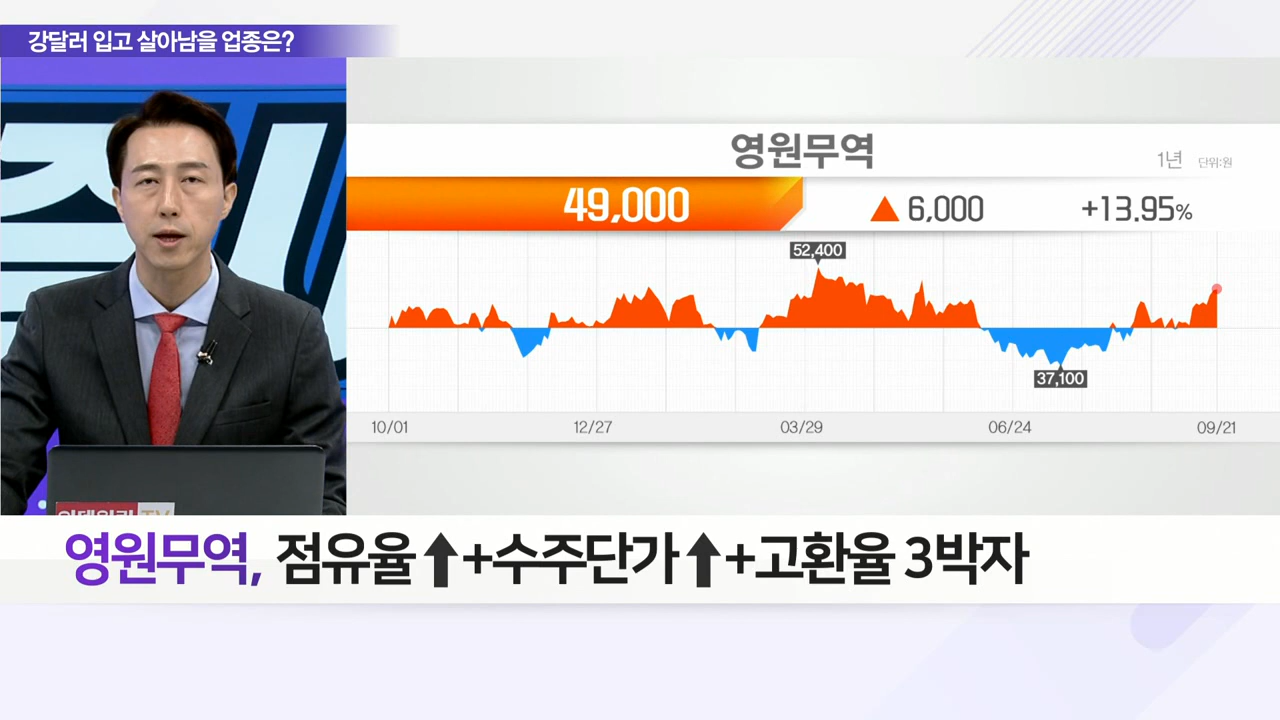 강달러 입고 살아남을 업종은?
영원무역
1년 단위:원
49,000 ▲ 6,000 +13.95%
52,400
37,100
10/01 12/27 03/29 06/24 09/21
TV
영원무역, 점유율⬆+수주단가⬆+고환율 3박자